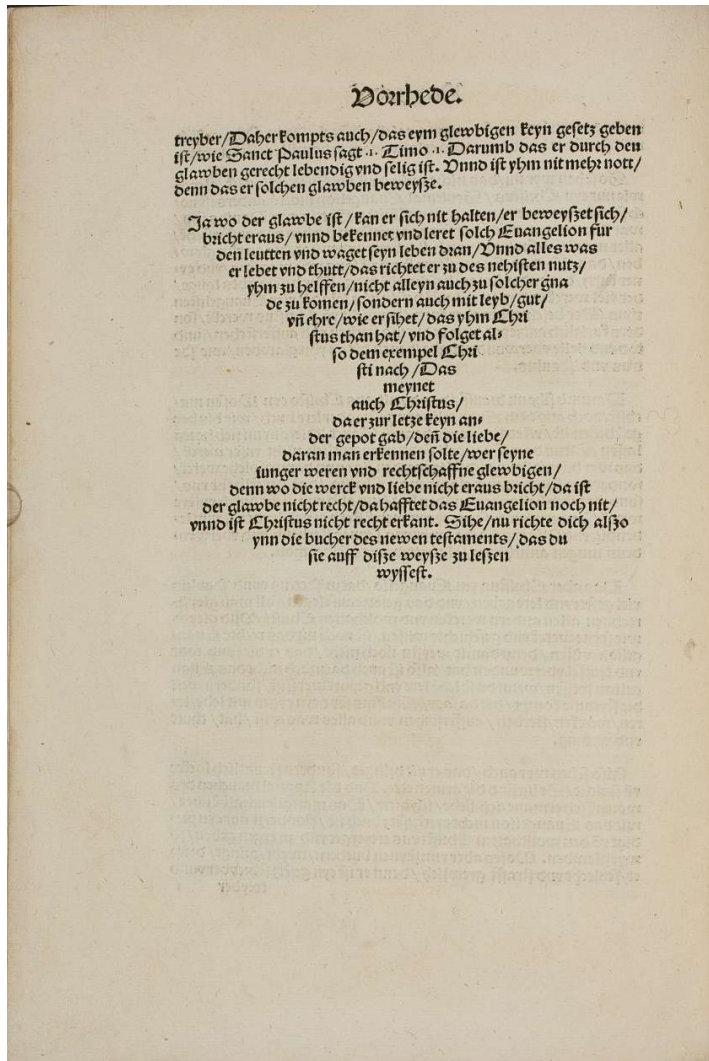 Vorrhede.
treyber/Daher kompts auch/das eym glewbigen keyn gesetz geben
ist/wie Sanct Paulus sagt .1. Timo .1. Darumb das er durch den
glawben gerecht lebendig vnd selig ist. Vnnd ist yhm nit mehr nott/
denn das er solchen glawben beweysze.
Ja wo der glawbe ist/kan er sich nit halten/er beweyszet sich/
bricht eraus/vnnd bekennet vnd leret solch Euangelion fur
den leutten vnd waget seyn leben dran/Vnnd alles was
er lebet vnd thutt/das richtet er zu des nehisten nutz/
yhm zu helffen/nicht alleyn auch zu solcher gna
de zu komen/sondern auch mit leyb/gut/
vn̄ ehre/wie er sihet/das yhm Chri
stus than hat/vnd folget al⸗
so dem exempel Chri
sti nach/Das
meynet
auch Christus/
da er zur letze keyn an⸗
der gepot gab/den̄ die liebe/
daran man erkennen solte/wer seyne
iunger weren vnd rechtschaffne glewbigen/
denn wo die werck vnd liebe nicht eraus bricht/da ist
der glawbe nicht recht/da hafftet das Euangelion noch nit/
vnnd ist Christus nicht recht erkant. Sihe/nu richte dich alszo
ynn die bucher des newen testaments/das du
sie auff disze weysze zu leszen
wyssest.